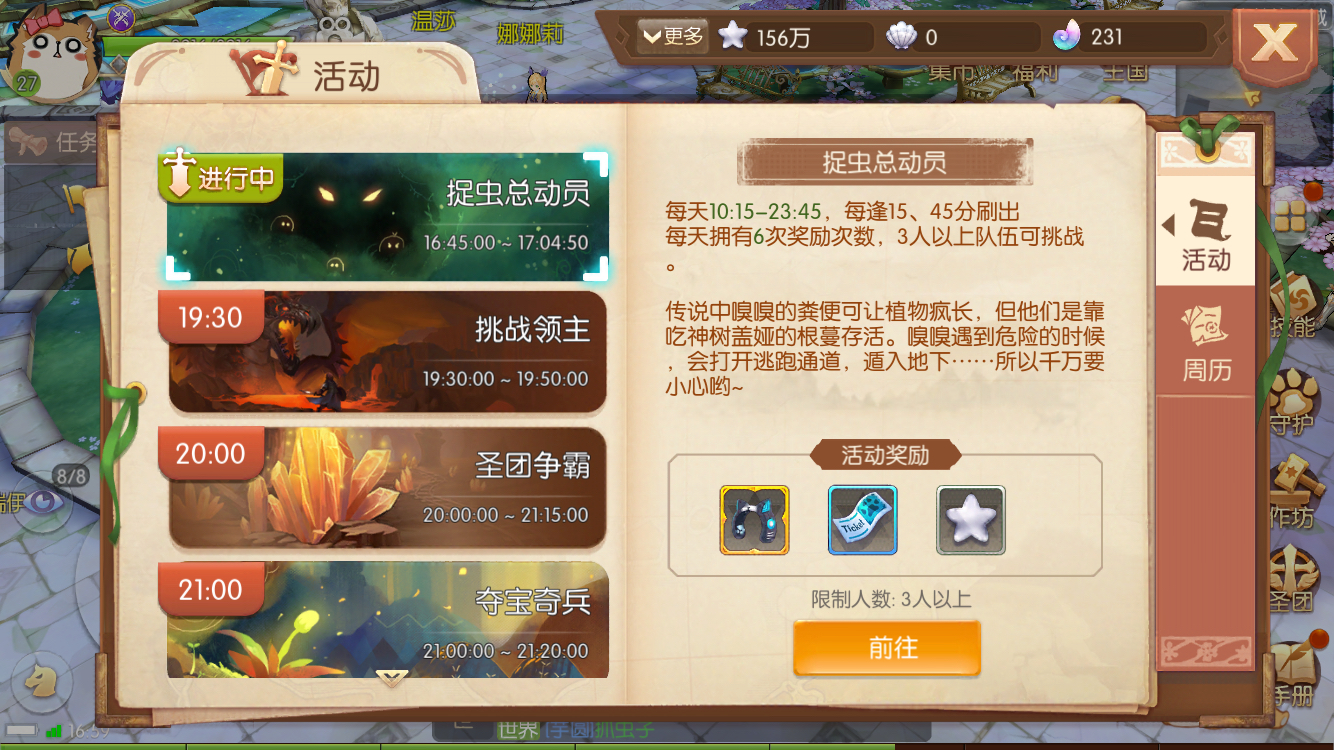 温莎
娜娜莉
更多
156万
0
231
27
活动
集市
福利
王国
任务
进行中
捉虫总动员
16:45:00 ~ 17:04:50
19:30
挑战领主
19:30:00 ~ 19:50:00
20:00
圣团争霸
20:00:00 ~ 21:15:00
21:00
夺宝奇兵
21:00:00 ~ 21:20:00
捉虫总动员
每天10:15-23:45，每逢15、45分刷出
每天拥有6次奖励次数，3人以上队伍可挑战
。
传说中嗅嗅的粪便可让植物疯长，但他们是靠
吃神树盖娅的根蔓存活。嗅嗅遇到危险的时候
，会打开逃跑通道，遁入地下……所以千万要
小心哟~
活动奖励
Ticket
限制人数: 3人以上
前往
活动
周历
技能
守护
作坊
圣团
手册
8/8
16:59
世界
[芋圆]抓虫子